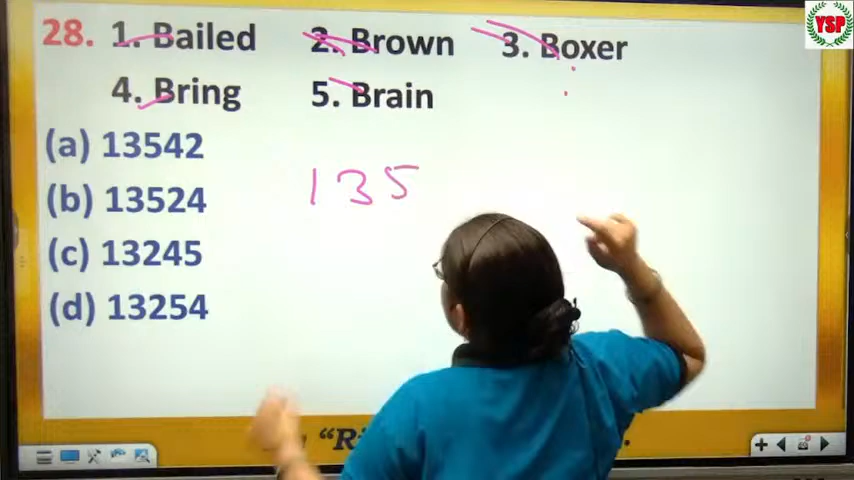 YSP
28. 1. Bailed 2. Brown 3. Boxer
4. Bring 5. Brain
(a) 13542
(b) 13524
(c) 13245
(d) 13254
135